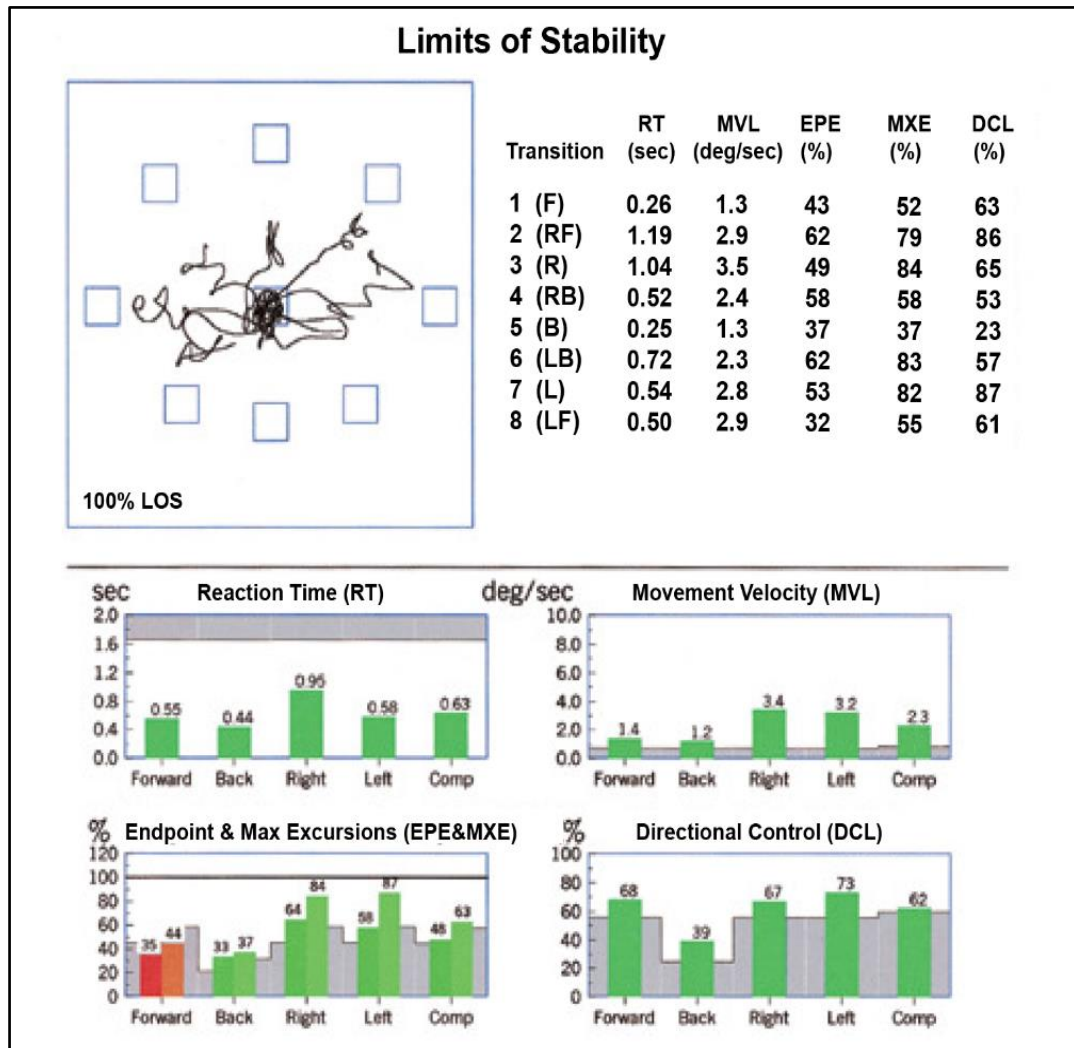 Limits of Stability
RT MVL EPE MXE DCL
Transition (sec) (deg/sec) (%) (%) (%)
1 (F) 0.26 1.3 43 52 63
2 (RF) 1.19 2.9 62 79 86
3 (R) 1.04 3.5 49 84 65
4 (RB) 0.52 2.4 58 58 53
5 (B) 0.25 1.3 37 37 23
6 (LB) 0.72 2.3 62 83 57
7 (L) 0.54 2.8 53 82 87
8 (LF) 0.50 2.9 32 55 61
100% LOS
sec Reaction Time (RT)
2.0
1.6
1.2
0.8
0.4
0.0
0.55 0.44 0.95 0.58 0.63
Forward Back Right Left Comp
deg/sec Movement Velocity (MVL)
10.0
8.0
6.0
4.0
2.0
0.0
1.4 1.2 3.4 3.2 2.3
Forward Back Right Left Comp
% Endpoint & Max Excursions (EPE&MXE)
120
100
80
60
40
20
0
35 44 33 37 64 84 58 87 48 63
Forward Back Right Left Comp
% Directional Control (DCL)
100
80
60
40
20
0
68 39 67 73 62
Forward Back Right Left Comp